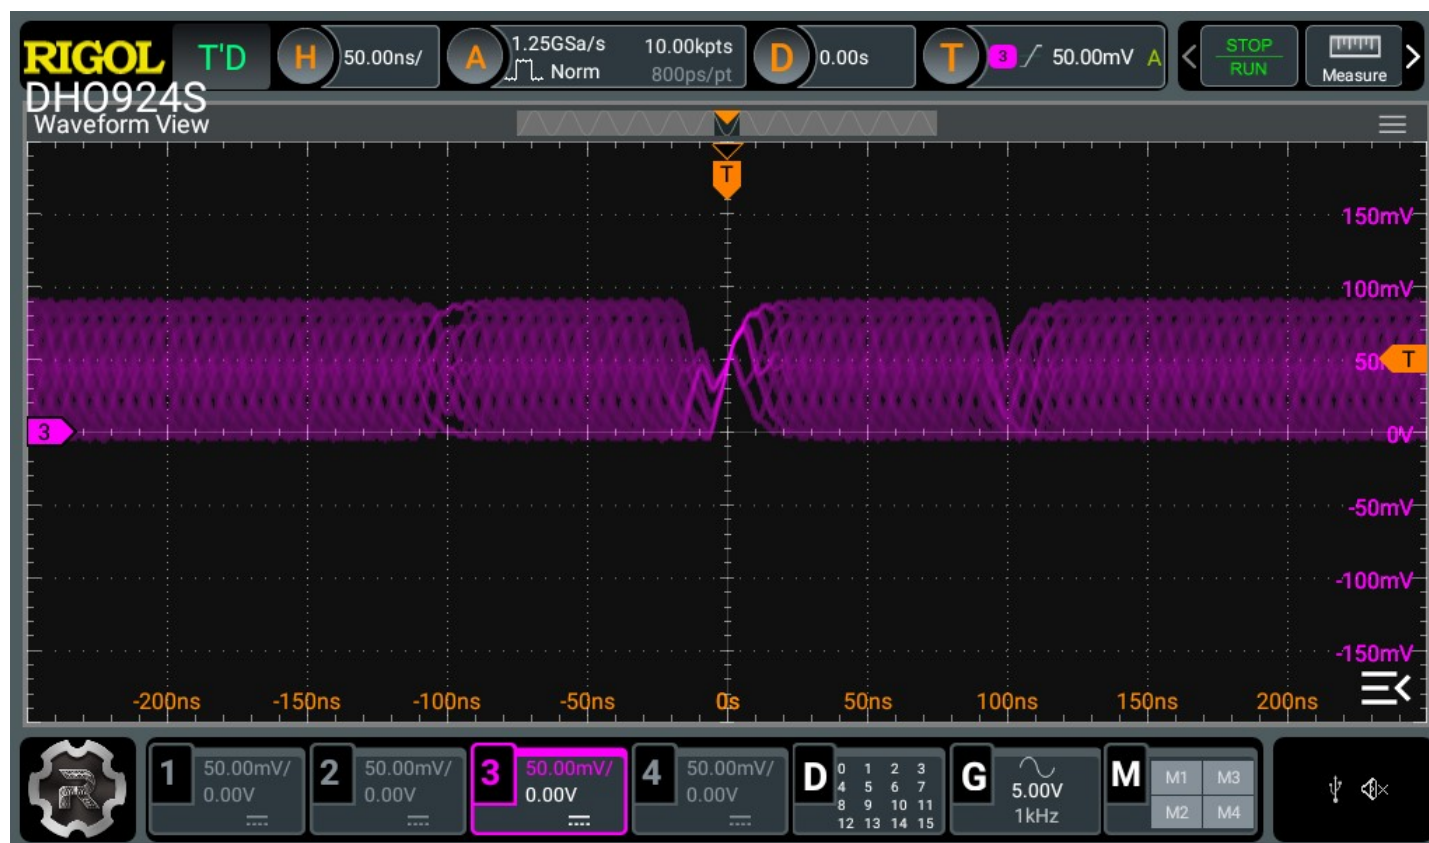 RIGOL T'D H 50.00ns/ A 1.25GSa/s 10.00kpts D 0.00s T 3 50.00mV A STOP
Norm 800ps/pt RUN Measure
DHO924S
Waveform View
T
150mV
100mV
T
3
0V
-50mV
-100mV
-150mV
-200ns -150ns -100ns -50ns 0s 50ns 100ns 150ns 200ns
1 50.00mV/ 2 50.00mV/ 3 50.00mV/ 4 50.00mV/ D 0 1 2 3 G 5.00V M M1 M3
0.00V 0.00V 0.00V 0.00V 4 5 6 7 1kHz M2 M4
8 9 10 11
12 13 14 15
R